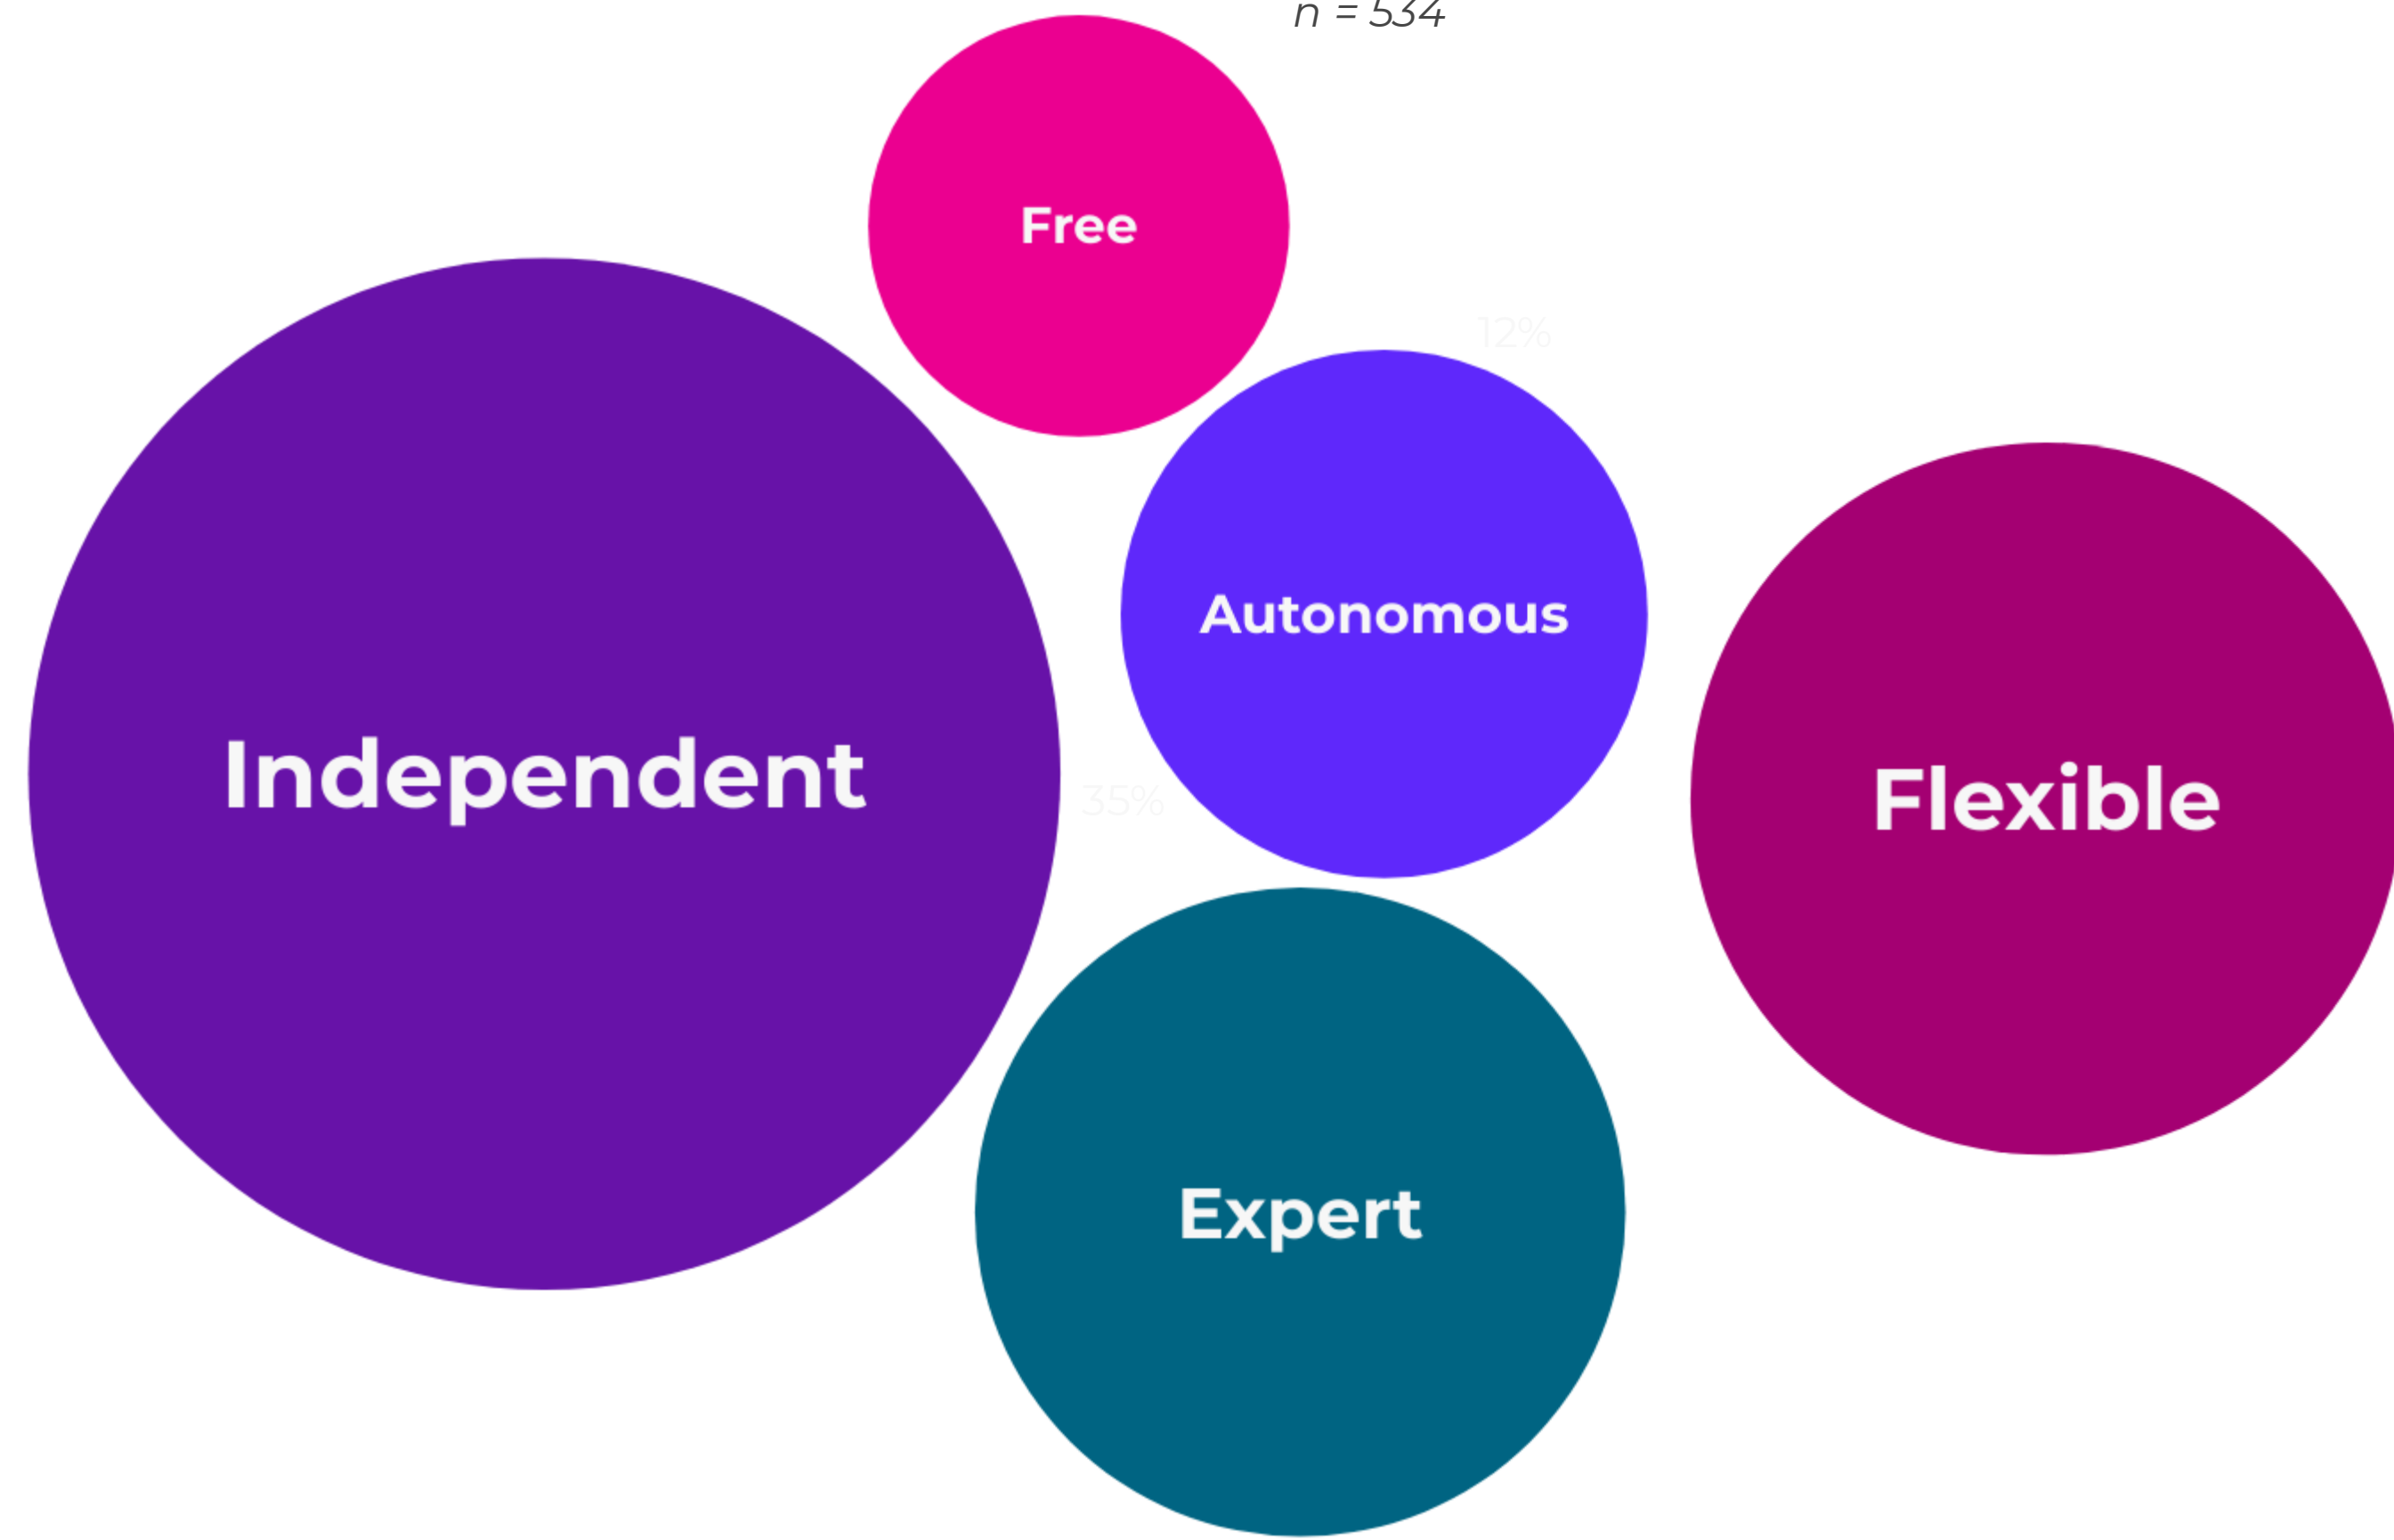 n = 534
Free
12%
Autonomous
Independent
35%
Flexible
Expert